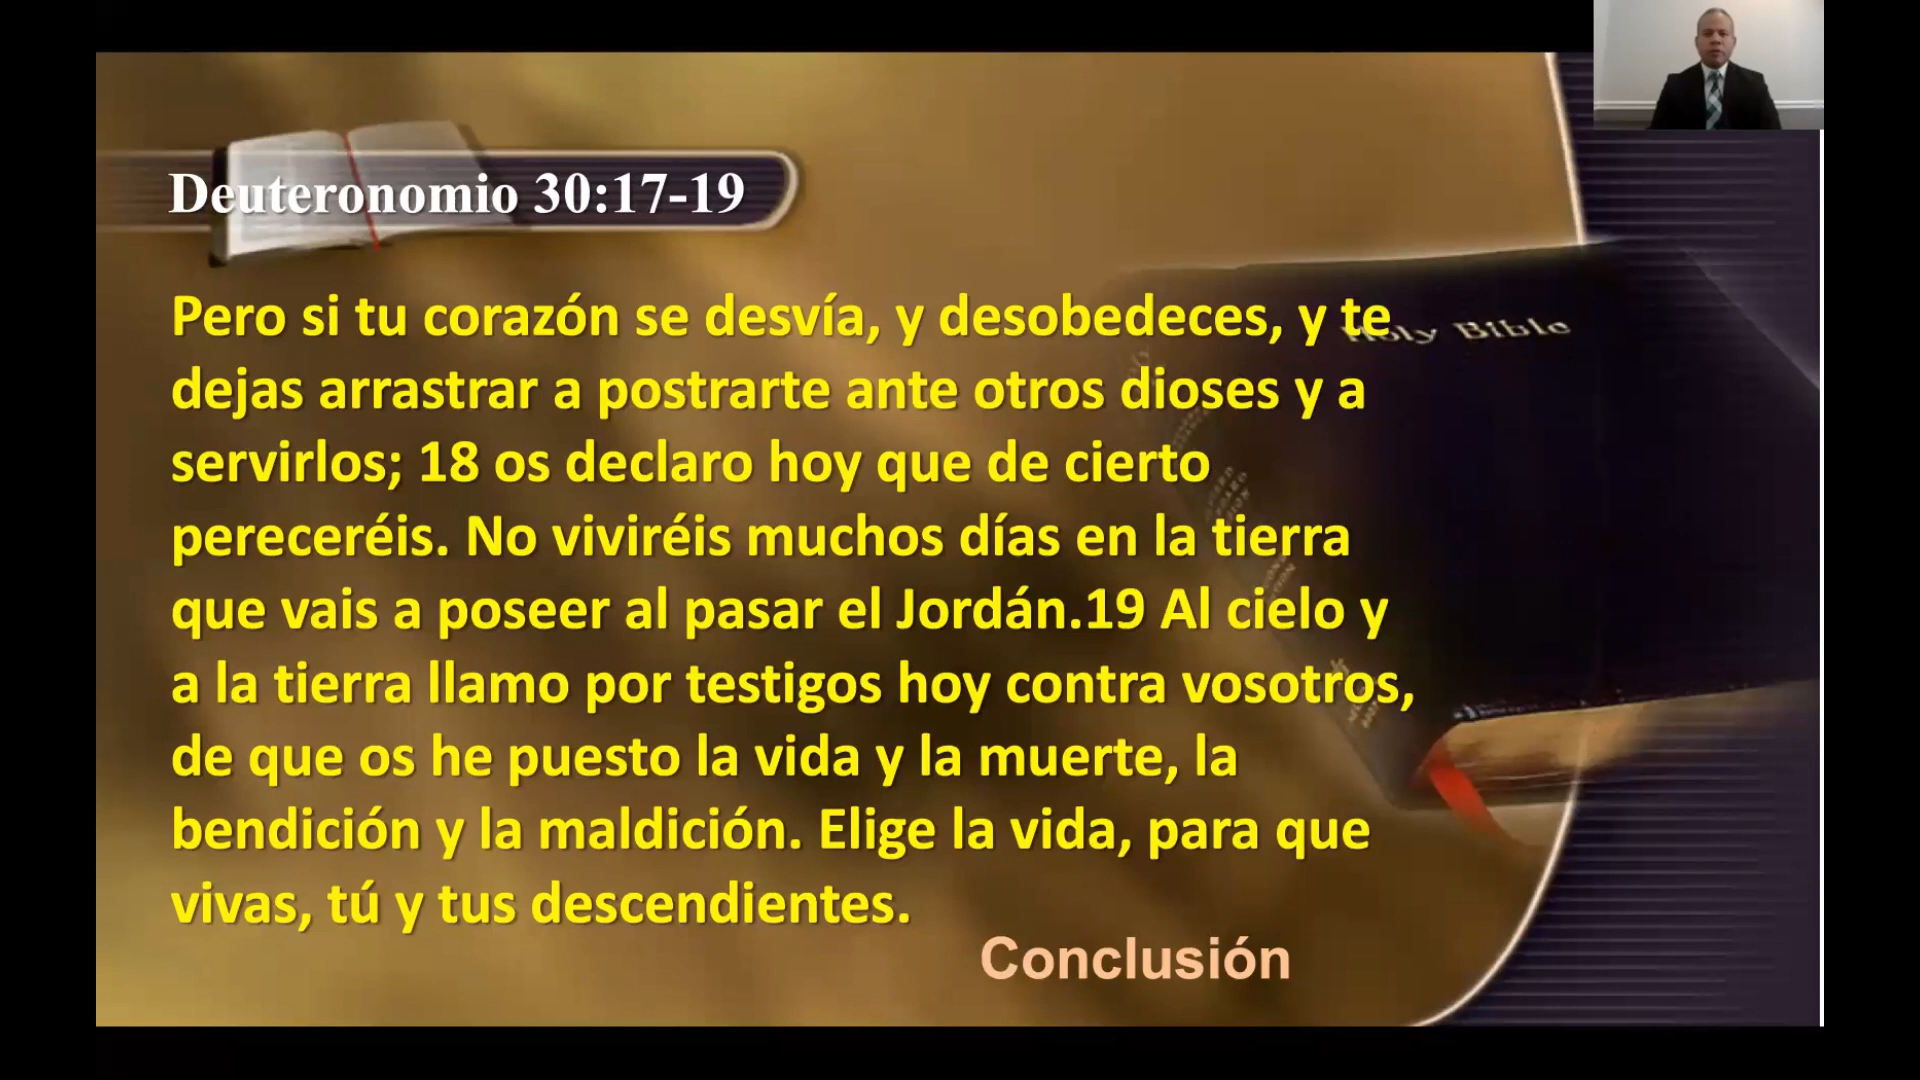 Deuteronomio 30:17-19
Pero si tu corazón se desvía, y desobedeces, y te
Holy Bible
dejas arrastrar a postrarte ante otros dioses y a
servirlos; 18 os declaro hoy que de cierto
pereceréis. No viviréis muchos días en la tierra
que vais a poseer al pasar el Jordán.19 Al cielo y
a la tierra llamo por testigos hoy contra vosotros,
de que os he puesto la vida y la muerte, la
bendición y la maldición. Elige la vida, para que
vivas, tú y tus descendientes.
Conclusión